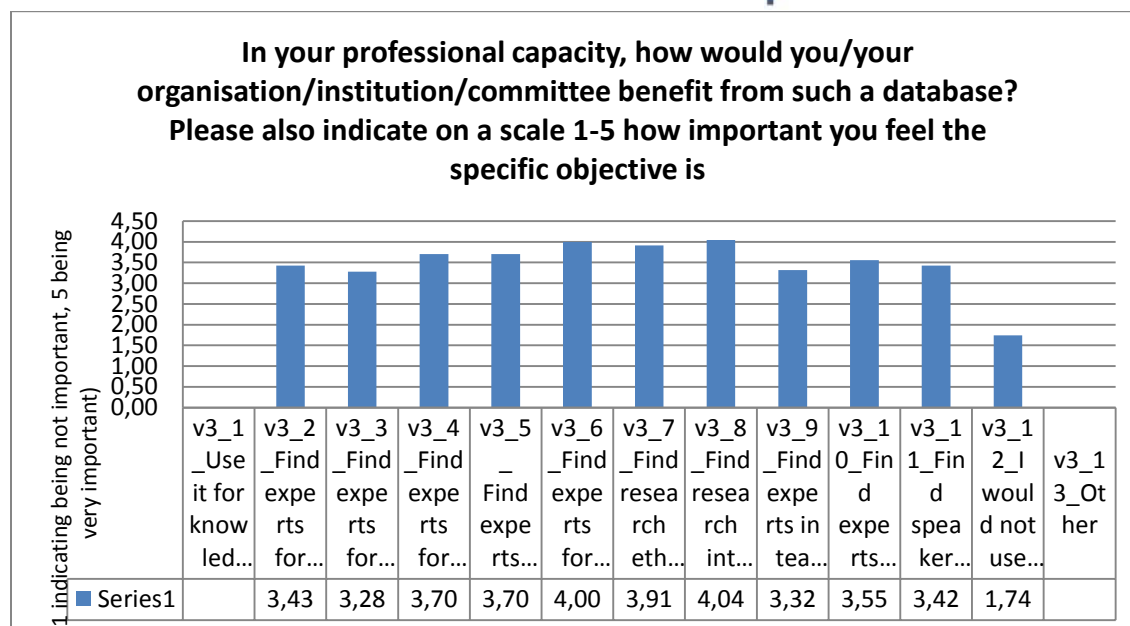 In your professional capacity, how would you/your
organisation/institution/committee benefit from such a database?
Please also indicate on a scale 1-5 how important you feel the
specific objective is
1 indicating being not important, 5 being
very important)
4,50
4,00
3,50
3,00
2,50
2,00
1,50
1,00
0,50
0,00
v3_1
_Use
it for
know
led…
v3_2
_Find
expe
rts
for…
v3_3
_Find
expe
rts
for…
v3_4
_Find
expe
rts
for…
v3_5
_
Find
expe
rts…
v3_6
_Find
expe
rts
for…
v3_7
_Find
resea
rch
eth…
v3_8
_Find
resea
rch
int…
v3_9
_Find
expe
rts in
tea…
v3_1
0_Fin
d
expe
rts…
v3_1
1_Fin
d
spea
ker…
v3_1
2_I
woul
d not
use…
v3_1
3_Ot
her
Series1 3,43 3,28 3,70 3,70 4,00 3,91 4,04 3,32 3,55 3,42 1,74